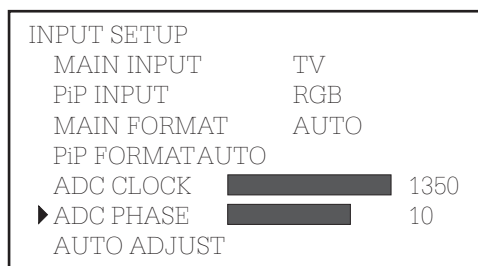 INPUT SETUP
MAIN INPUT TV
PiP INPUT RGB
MAIN FORMAT AUTO
PiP FORMATAUTO
ADC CLOCK 1350
ADC PHASE 10
AUTO ADJUST